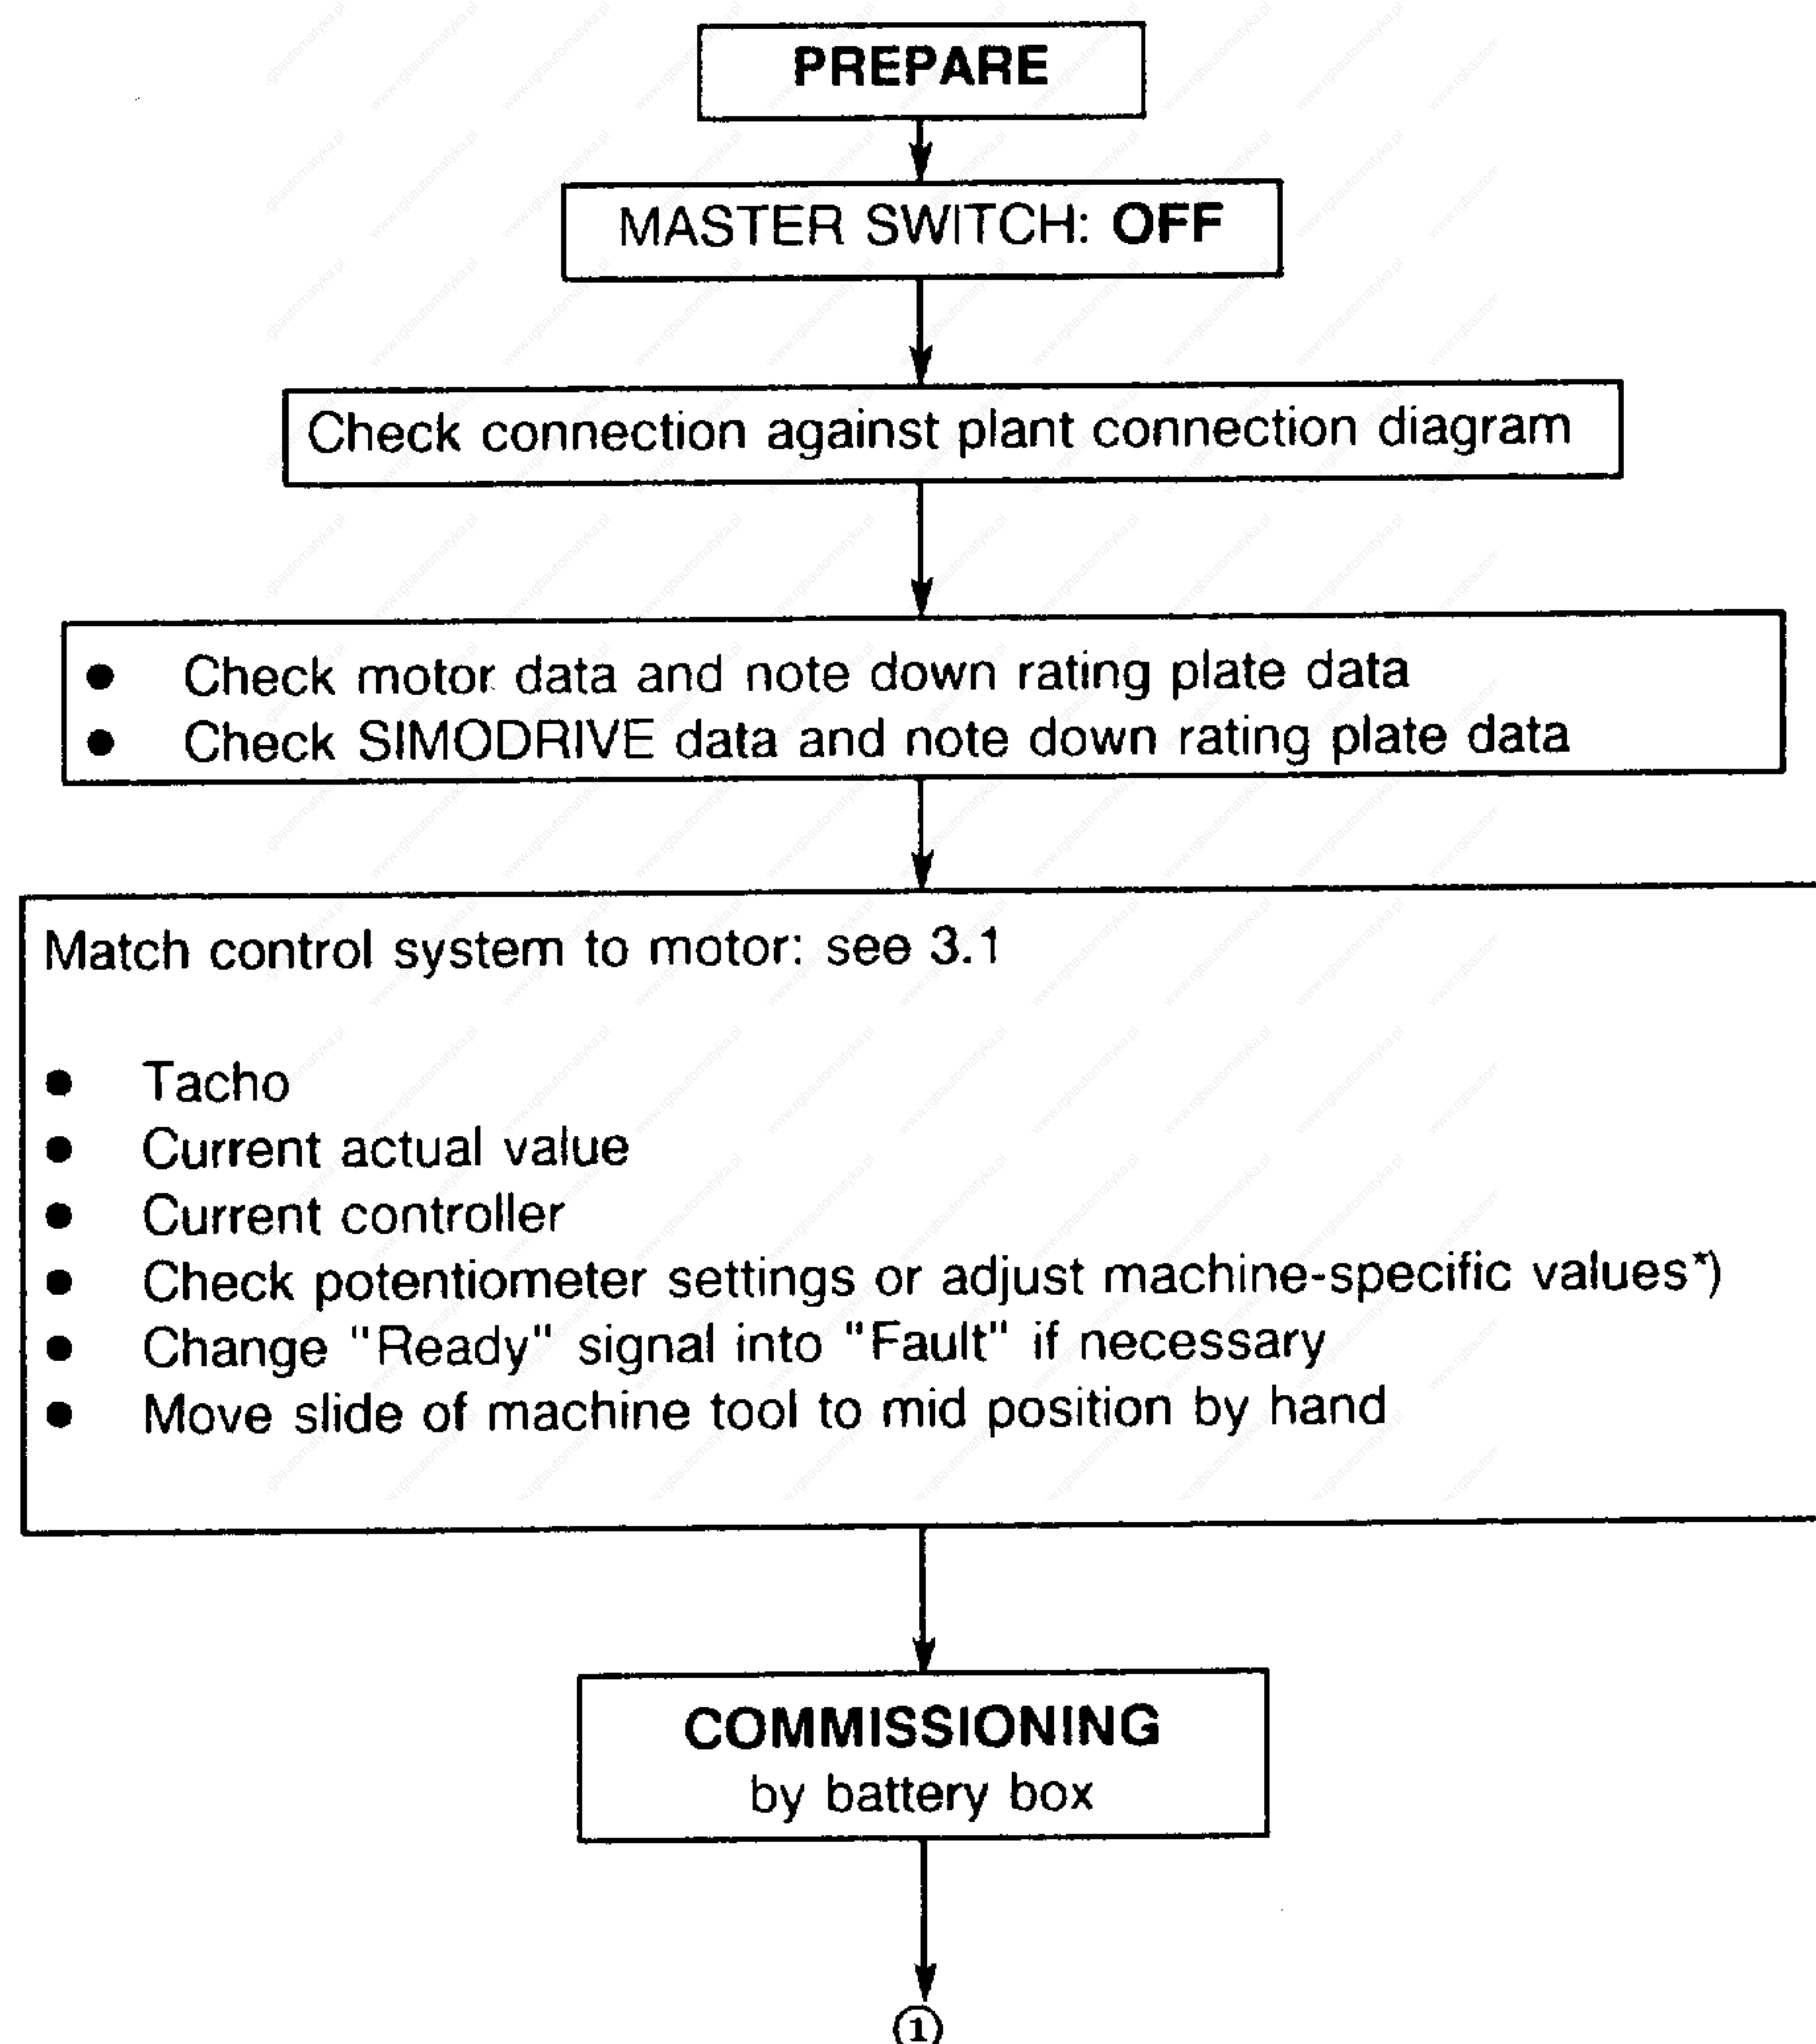 PREPARE
MASTER SWITCH: OFF
Check connection against plant connection diagram
● Check motor data and note down rating plate data
● Check SIMODRIVE data and note down rating plate data
Match control system to motor: see 3.1
● Tacho
● Current actual value
● Current controller
● Check potentiometer settings or adjust machine-specific values*)
● Change "Ready" signal into "Fault" if necessary
● Move slide of machine tool to mid position by hand
COMMISSIONING
by battery box
①
www.rgbautomatyka.pl